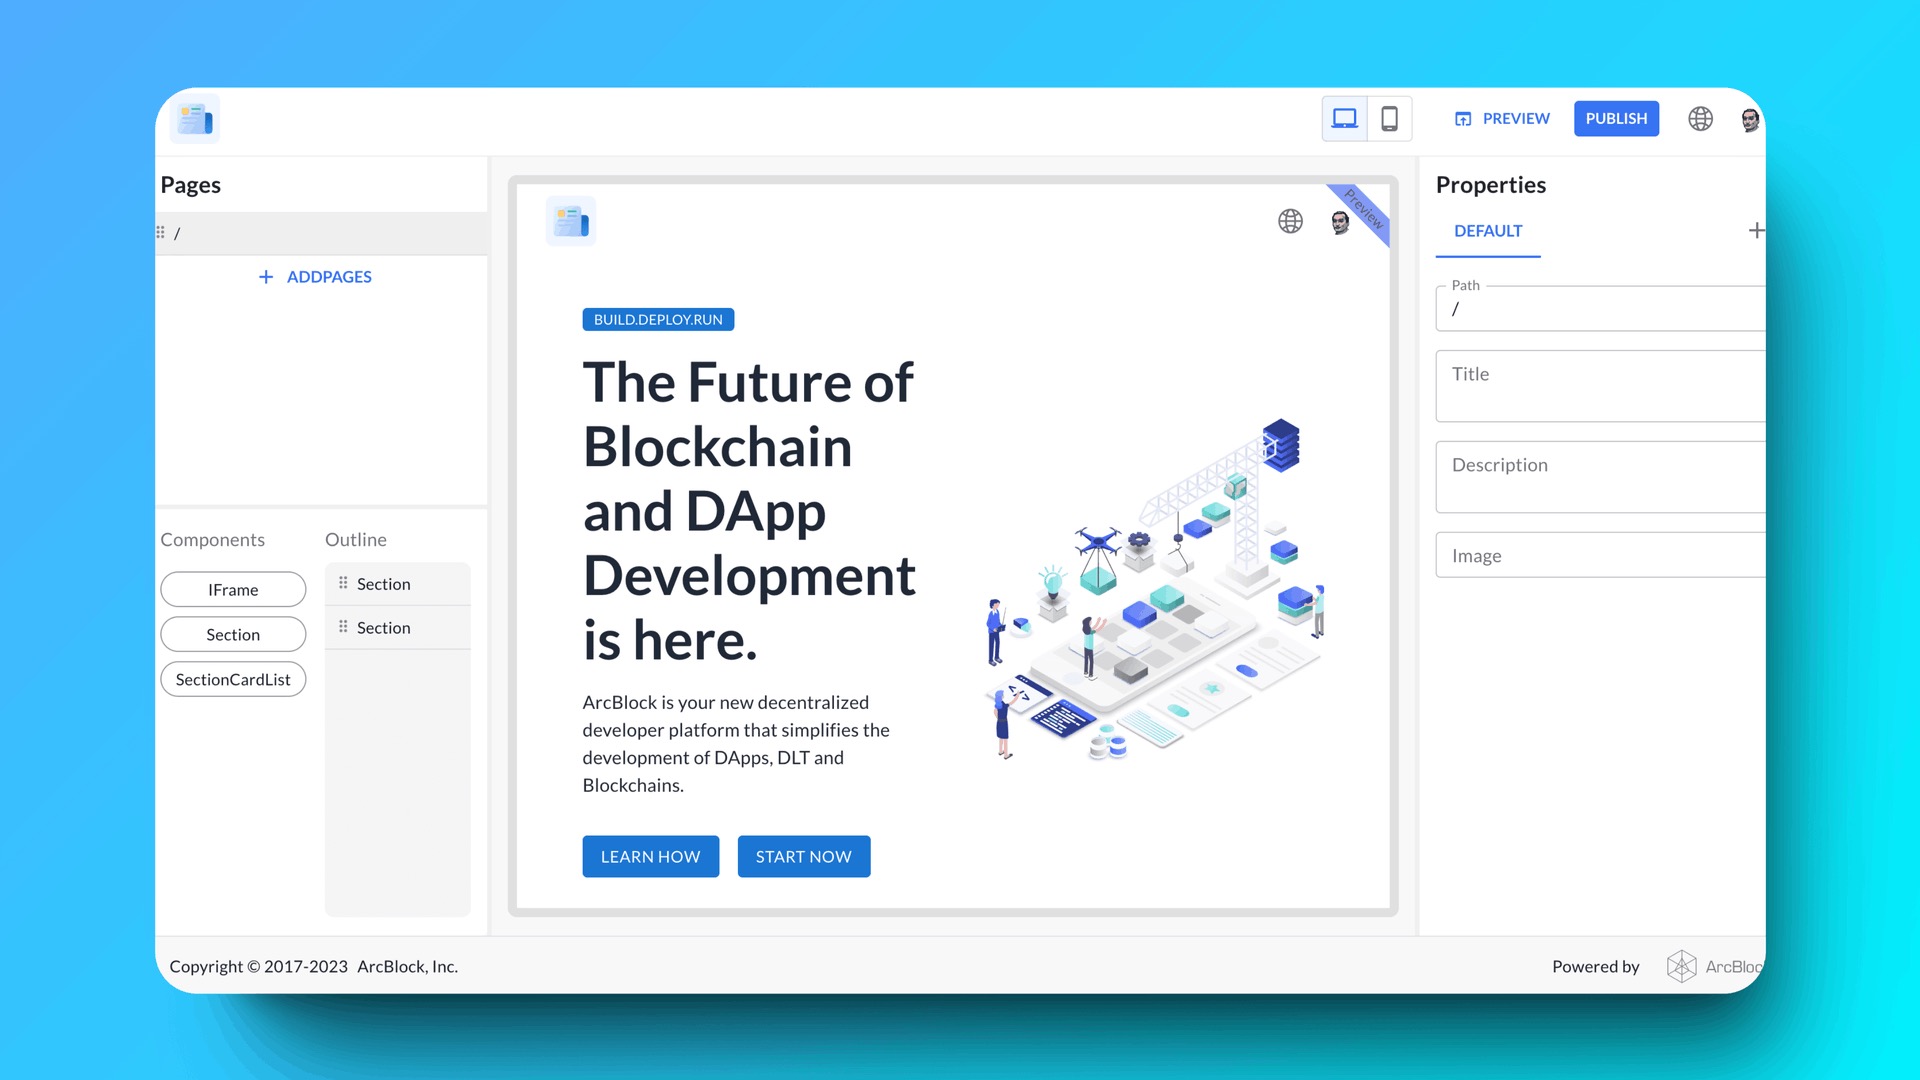 PREVIEW
PUBLISH
Pages
/
+ ADDPAGES
Components
IFrame
Section
SectionCardList
Outline
Section
Section
Preview
BUILD.DEPLOY.RUN
The Future of
Blockchain
and DApp
Development
is here.
ArcBlock is your new decentralized
developer platform that simplifies the
development of DApps, DLT and
Blockchains.
LEARN HOW
START NOW
Properties
DEFAULT
+
Path
/
Title
Description
Image
Copyright © 2017-2023 ArcBlock, Inc.
Powered by
ArcBloc